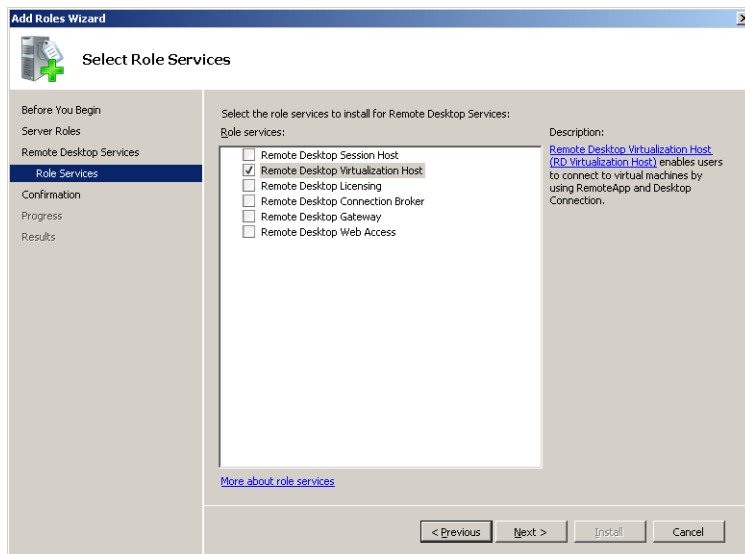 Add Roles Wizard
Select Role Services
Before You Begin
Server Roles
Remote Desktop Services
Role Services
Confirmation
Progress
Results
Select the role services to install for Remote Desktop Services:
Role services:
Remote Desktop Session Host
Remote Desktop Virtualization Host
Remote Desktop Licensing
Remote Desktop Connection Broker
Remote Desktop Gateway
Remote Desktop Web Access
More about role services
Description:
Remote Desktop Virtualization Host
(RD Virtualization Host) enables users
to connect to virtual machines by
using RemoteApp and Desktop
Connection.
< Previous
Next >
Install
Cancel